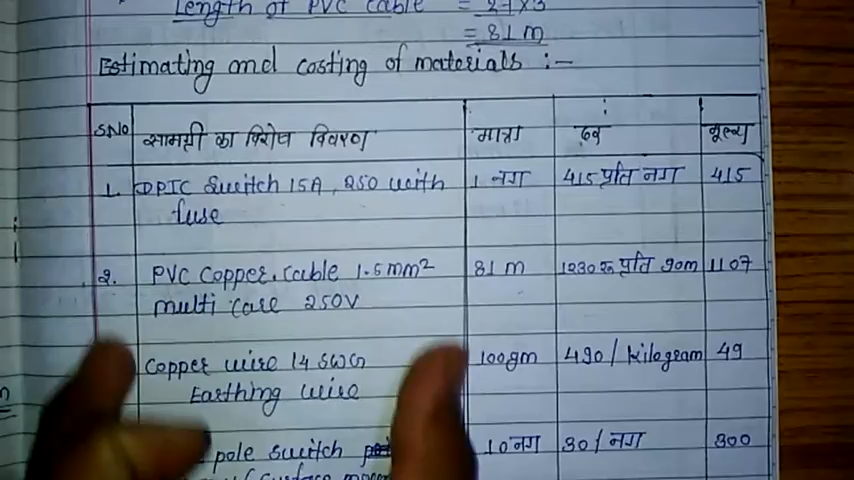 Length of PVC cable = 27×3
= 81 m
Estimating and costing of materials :-
S.No सामग्री का विशेष विवरण मात्रा दर मूल्य
1. DPIC Switch 15A, 250 with 1 नग 415 प्रति नग 415
fuse
2. PVC Copper cable 1.5mm² 81 m 1230 रू प्रति 90m 1107
multi core 250V
Copper wire 14 SWG 100gm 490 / Kilogram 49
Earthing wire
pole switch 10 नग 30 / नग 300